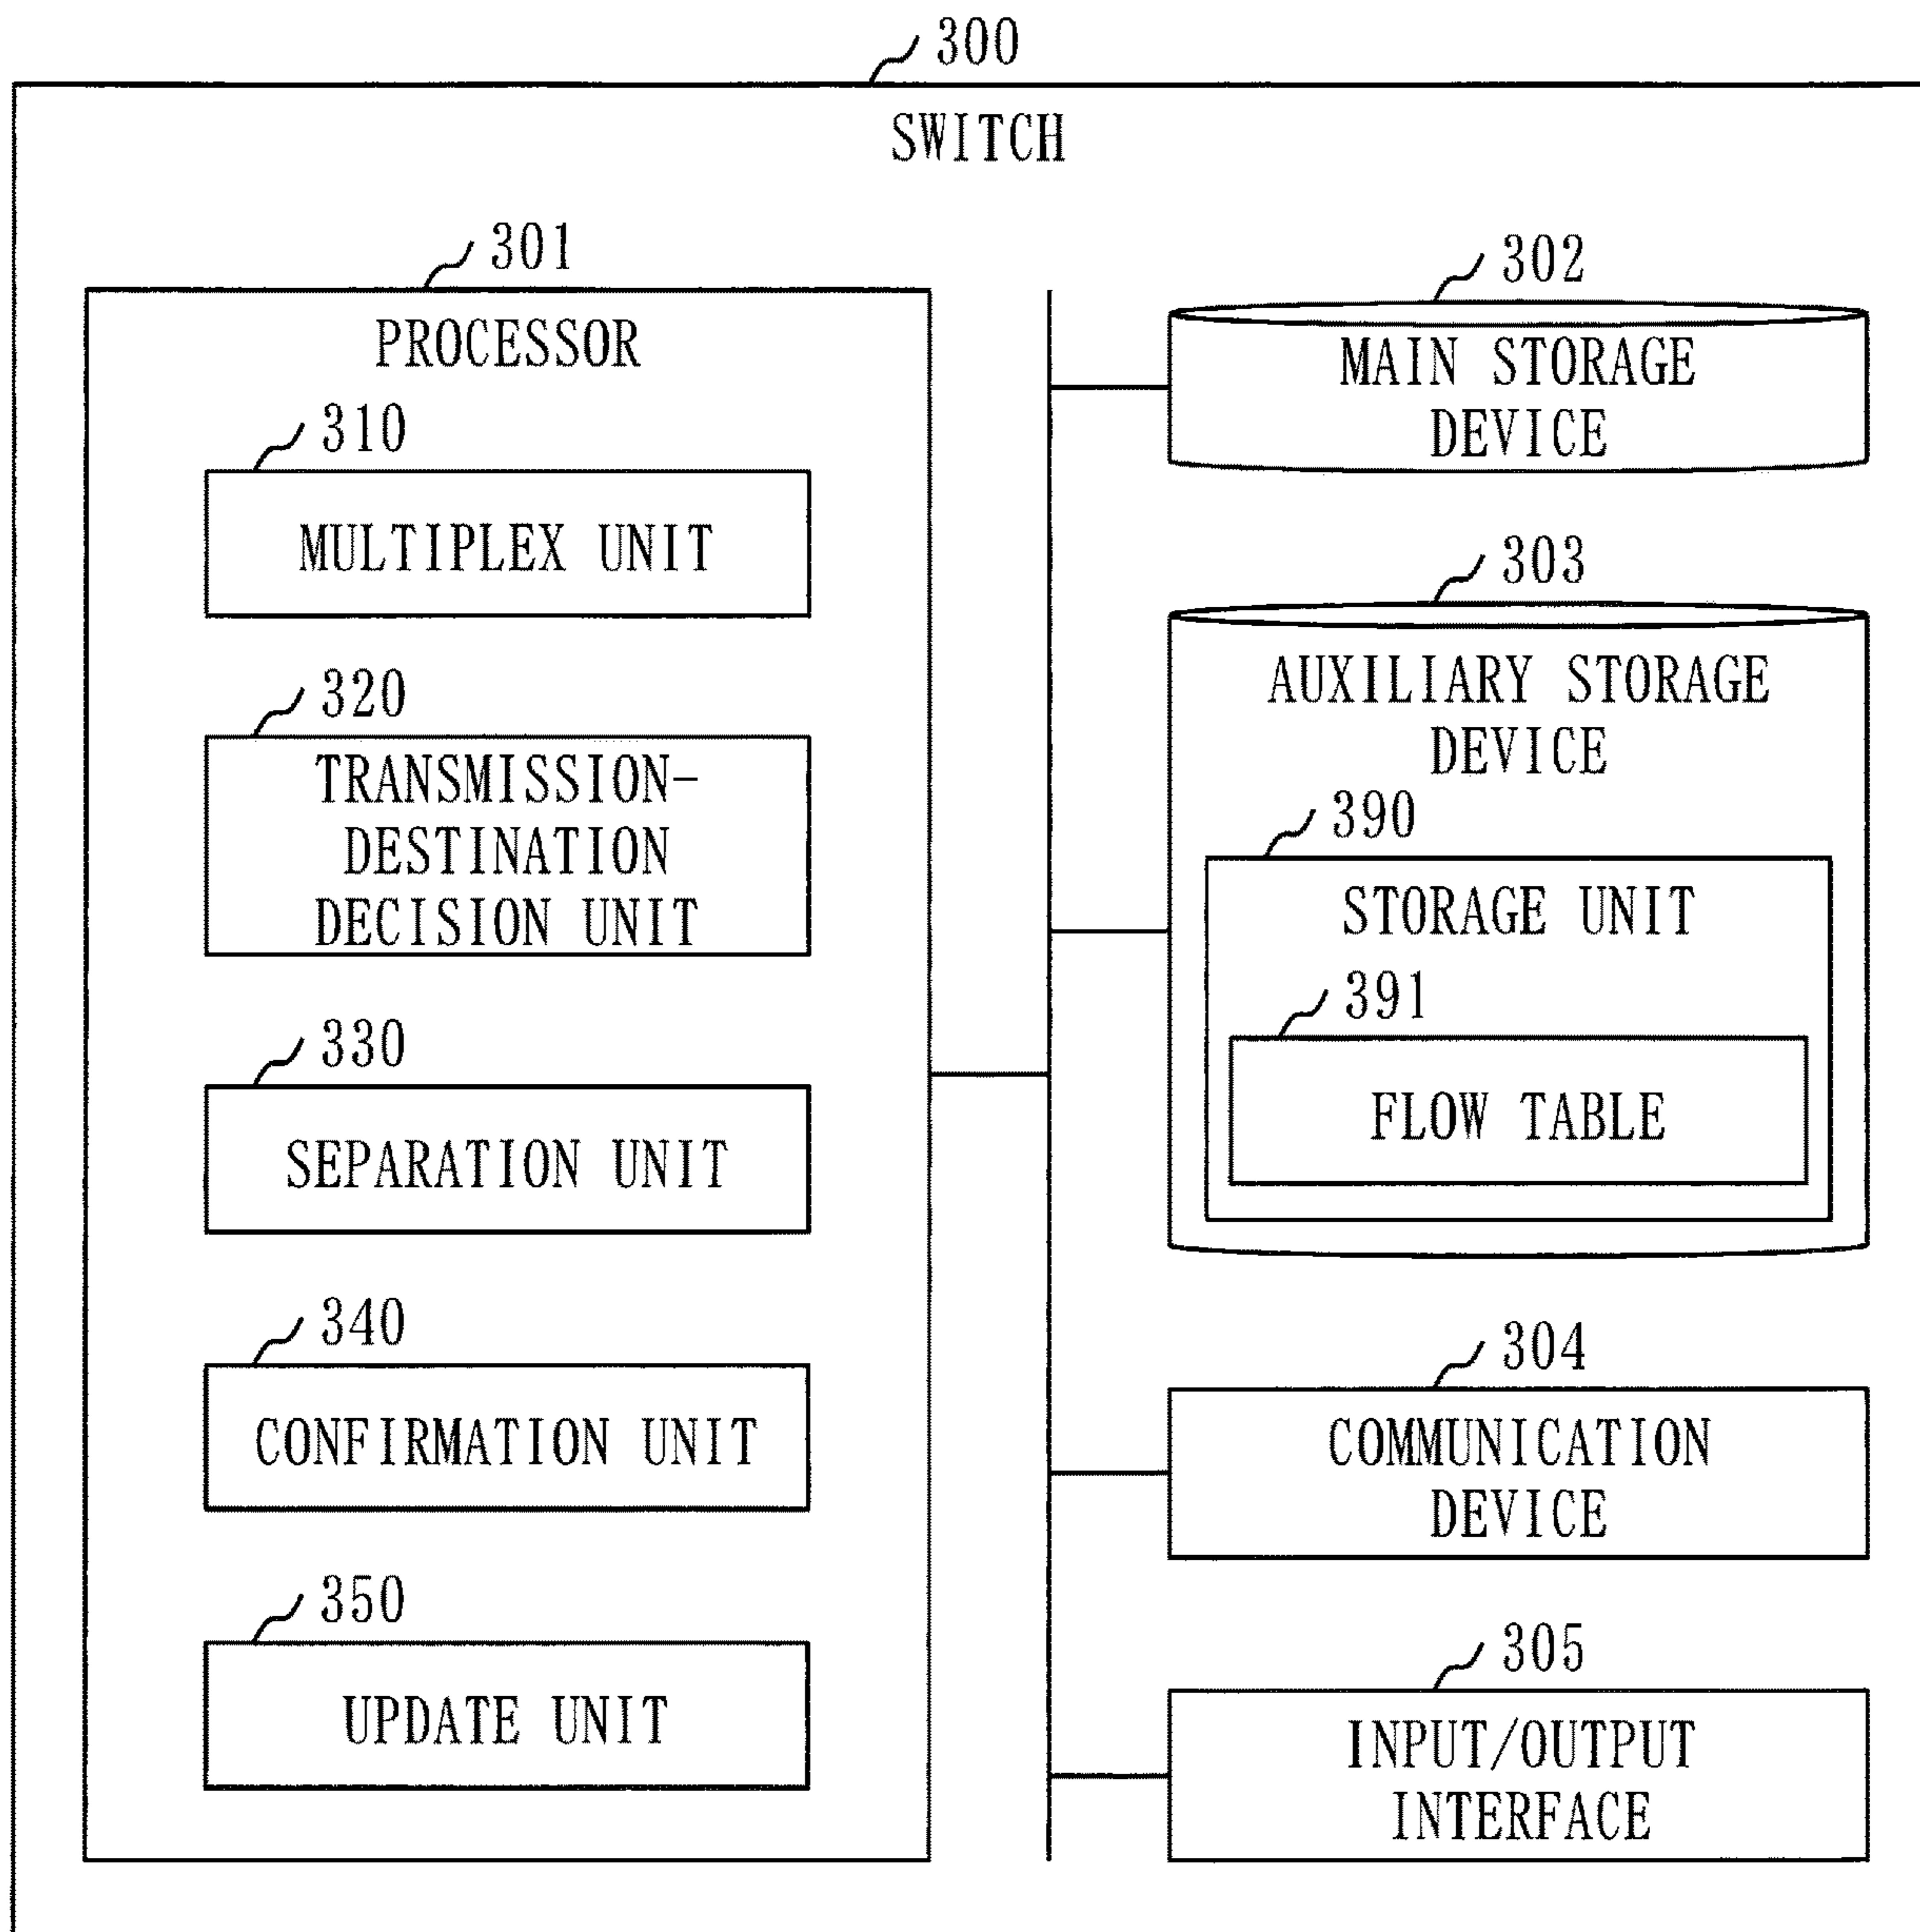 300
SWITCH
301
PROCESSOR
310
MULTIPLEX UNIT
320
TRANSMISSION-
DESTINATION
DECISION UNIT
330
SEPARATION UNIT
340
CONFIRMATION UNIT
350
UPDATE UNIT
302
MAIN STORAGE
DEVICE
303
AUXILIARY STORAGE
DEVICE
390
STORAGE UNIT
391
FLOW TABLE
304
COMMUNICATION
DEVICE
305
INPUT/OUTPUT
INTERFACE